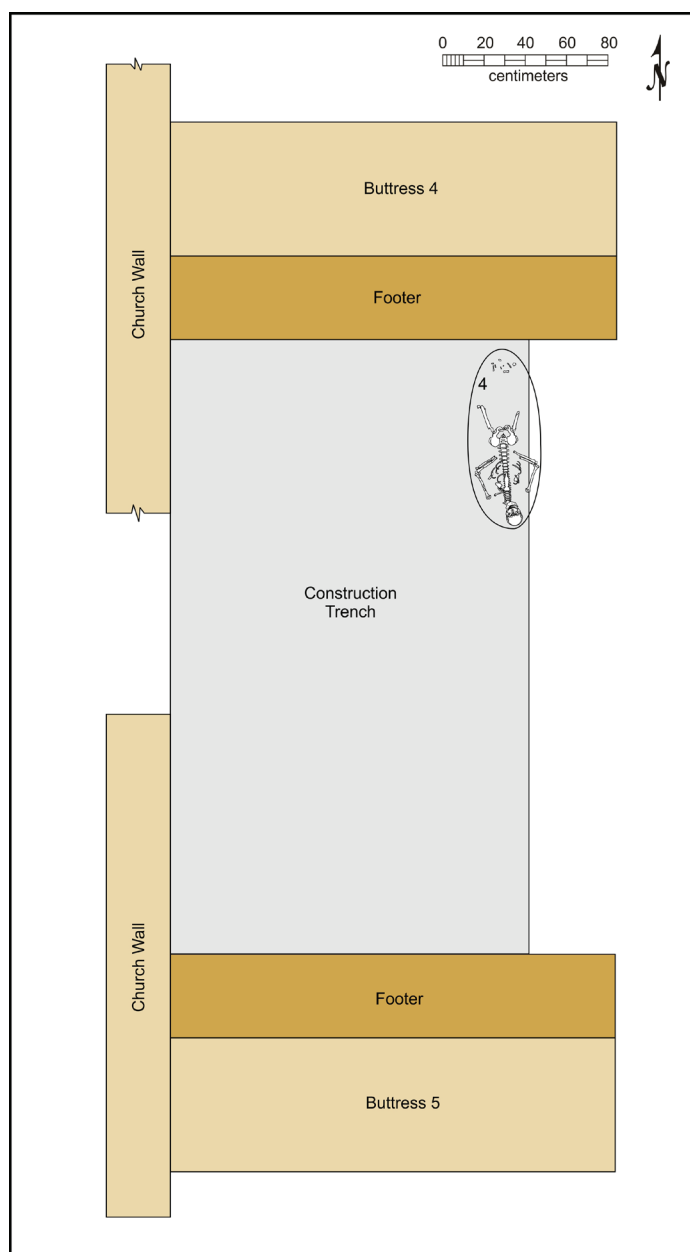 0 20 40 60 80
centimeters
N
Buttress 4
Church Wall
Footer
4
Construction
Trench
Church Wall
Footer
Buttress 5